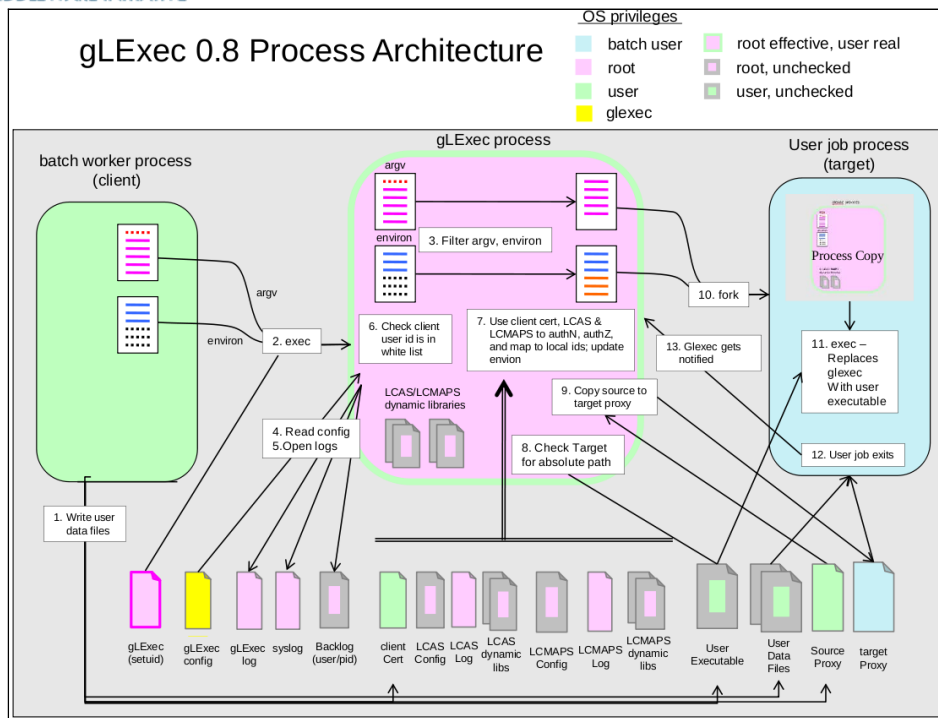 OS privileges
gLExec 0.8 Process Architecture
batch user
root
user
glexec
root effective, user real
root, unchecked
user, unchecked
batch worker process
(client)
gLExec process
User job process
(target)
argv
environ
3. Filter argv, environ
argv
environ
2. exec
6. Check client
user id is in
white list
7. Use client cert, LCAS &
LCMAPS to authN, authZ,
and map to local ids; update
envion
10. fork
Process Copy
13. Glexec gets
notified
11. exec –
Replaces
glexec
With user
executable
9. Copy source to
target proxy
LCAS/LCMAPS
dynamic libraries
4. Read config
5.Open logs
8. Check Target
for absolute path
12. User job exits
1. Write user
data files
gLExec
(setuid)
gLExec
config
gLExec
log
syslog
Backlog
(user/pid)
client
Cert
LCAS
Config
LCAS
Log
LCAS
dynamic
libs
LCMAPS
Config
LCMAPS
Log
LCMAPS
dynamic
libs
User
Executable
User
Data
Files
Source
Proxy
target
Proxy